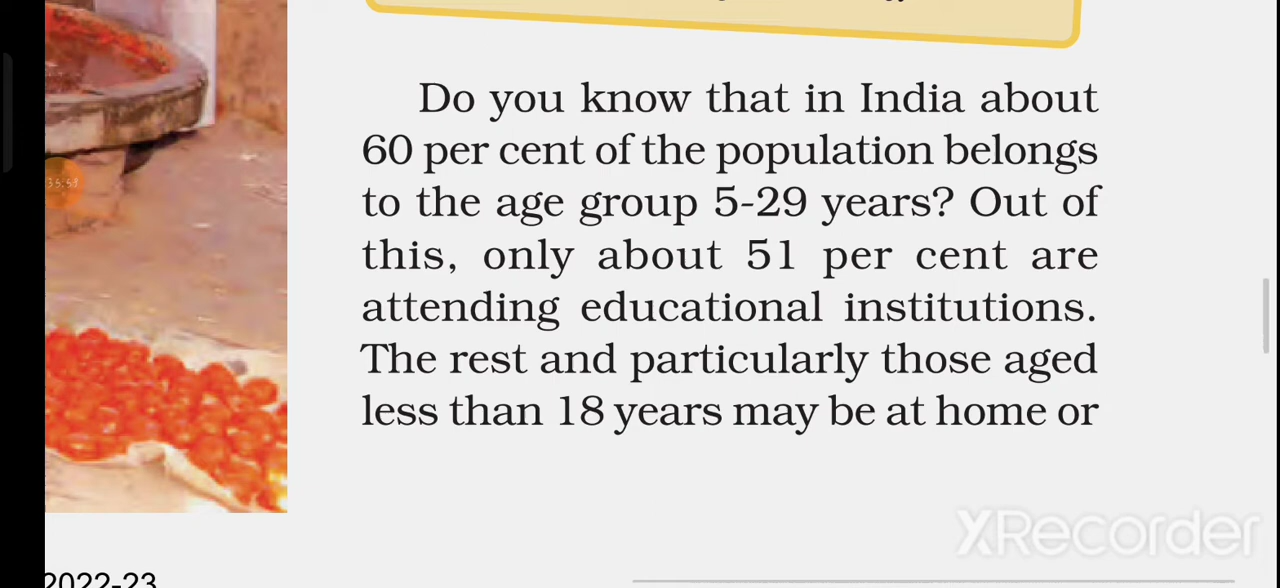 Do you know that in India about
60 per cent of the population belongs
to the age group 5-29 years? Out of
this, only about 51 per cent are
attending educational institutions.
The rest and particularly those aged
less than 18 years may be at home or
XRecorder
2022-23
35:53